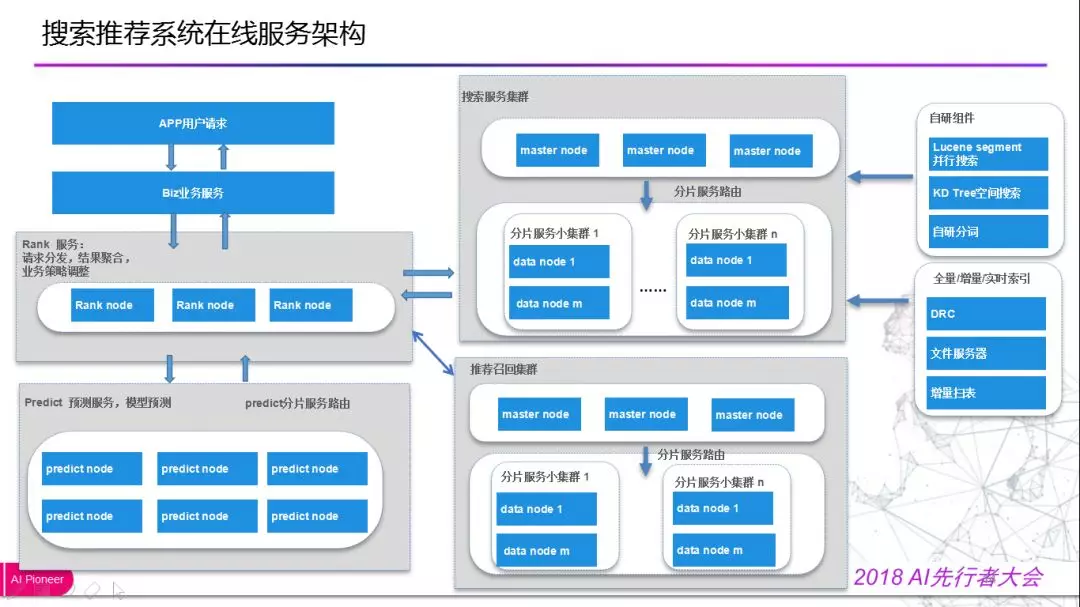 搜索推荐系统在线服务架构
APP用户请求
Biz业务服务
Rank 服务：
请求分发，结果聚合，
业务策略调整
Rank node
Rank node
Rank node
Predict 预测服务，模型预测
predict分片服务路由
predict node
predict node
predict node
predict node
predict node
predict node
搜索服务集群
master node
master node
master node
分片服务路由
分片服务小集群 1
data node 1
data node m
……
分片服务小集群 n
data node 1
data node m
推荐召回集群
master node
master node
master node
分片服务路由
分片服务小集群 1
data node 1
data node m
分片服务小集群 n
data node 1
data node m
自研组件
Lucene segment
并行搜索
KD Tree空间搜索
自研分词
全量/增量/实时索引
DRC
文件服务器
增量扫表
AI Pioneer
2018 AI先行者大会